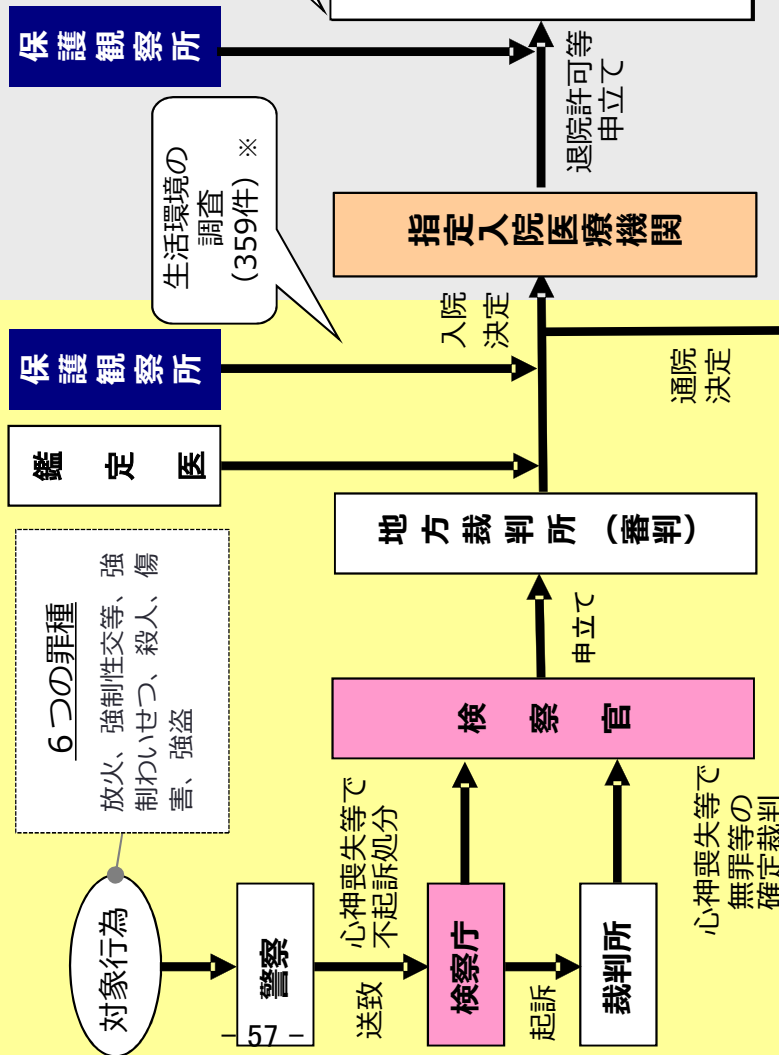 対象行為
6つの罪種
放火、強制性交等、強
制わいせつ、殺人、傷
害、強盗
警察
送致
検察庁
心神喪失等で
不起訴処分
起訴
裁判所
心神喪失等で
無罪等の
確定裁判
検察官
申立て
地方裁判所（審判）
鑑定医
保護観察所
生活環境の
調査
（359件）※
入院
決定
通院
決定
指定入院医療機関
保護観察所
退院許可等
申立て
- 57 -